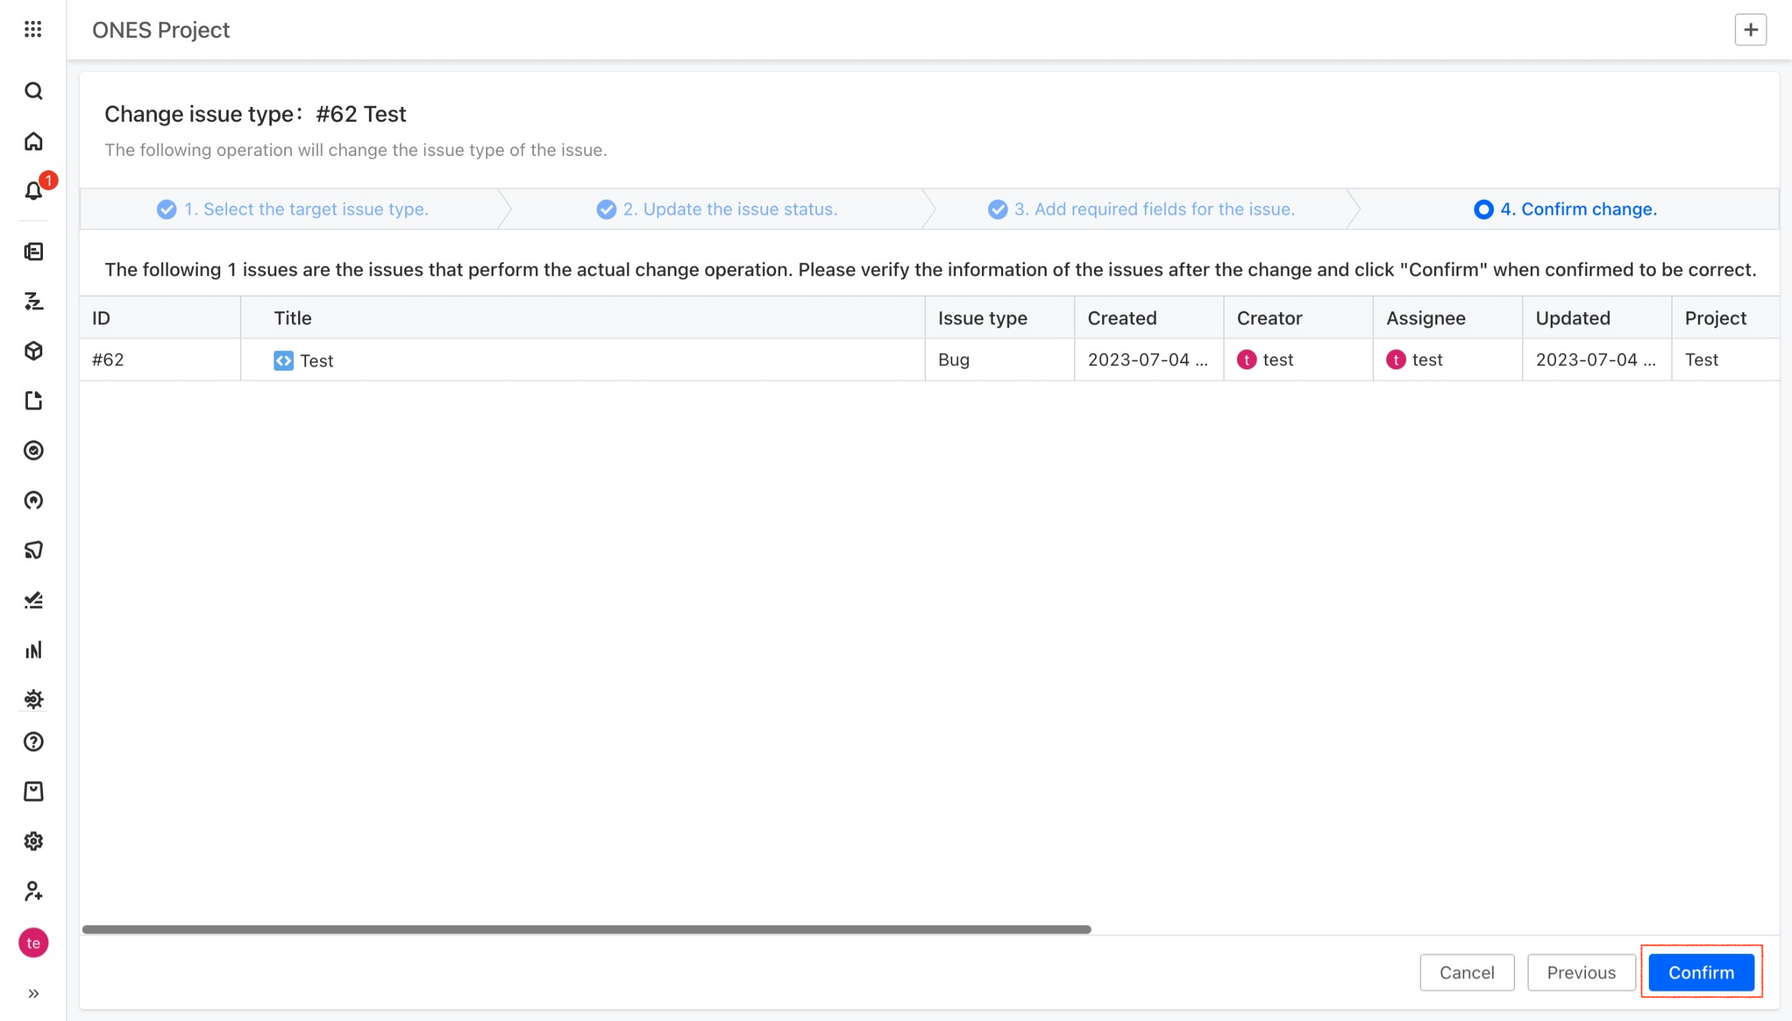 ONES Project
1
Change issue type： #62 Test
The following operation will change the issue type of the issue.
1. Select the target issue type.
2. Update the issue status.
3. Add required fields for the issue.
4. Confirm change.
The following 1 issues are the issues that perform the actual change operation. Please verify the information of the issues after the change and click "Confirm" when confirmed to be correct.
ID Title Issue type Created Creator Assignee Updated Project
#62 Test Bug 2023-07-04 ... t test t test 2023-07-04 ... Test
te
Cancel Previous Confirm